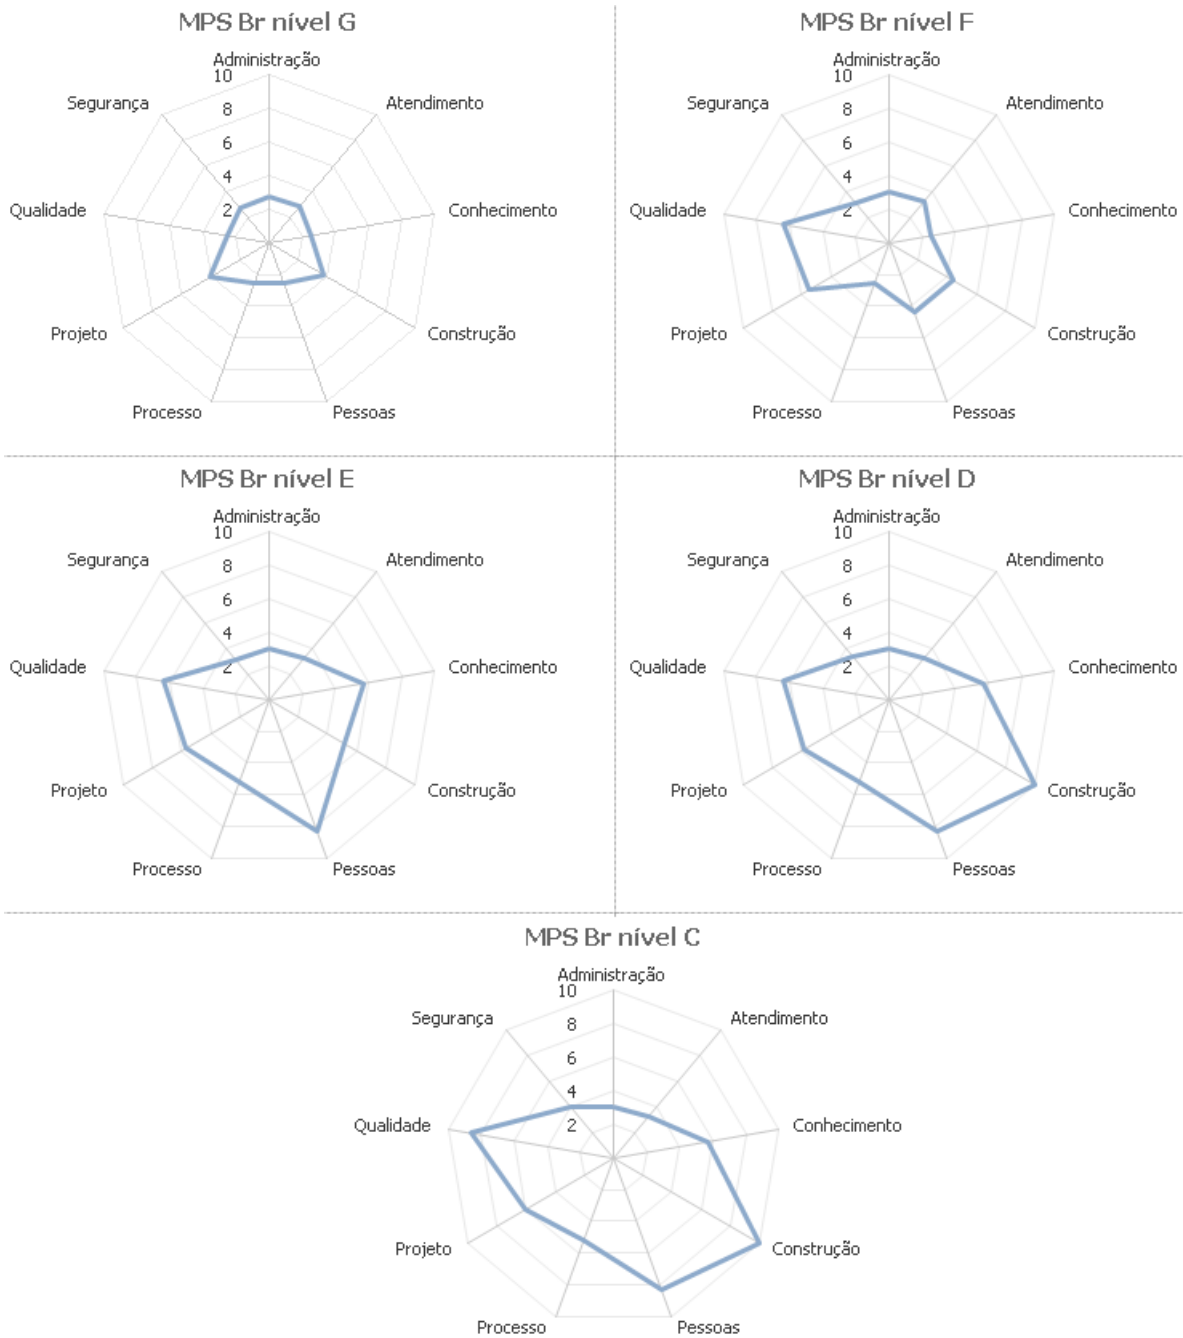 MPS Br nível G
Administração
10
8
6
4
2
Atendimento
Conhecimento
Construção
Pessoas
Processo
Projeto
Qualidade
Segurança
MPS Br nível F
Administração
10
8
6
4
2
Atendimento
Conhecimento
Construção
Pessoas
Processo
Projeto
Qualidade
Segurança
MPS Br nível E
Administração
10
8
6
4
2
Atendimento
Conhecimento
Construção
Pessoas
Processo
Projeto
Qualidade
Segurança
MPS Br nível D
Administração
10
8
6
4
2
Atendimento
Conhecimento
Construção
Pessoas
Processo
Projeto
Qualidade
Segurança
MPS Br nível C
Administração
10
8
6
4
2
Atendimento
Conhecimento
Construção
Pessoas
Processo
Projeto
Qualidade
Segurança